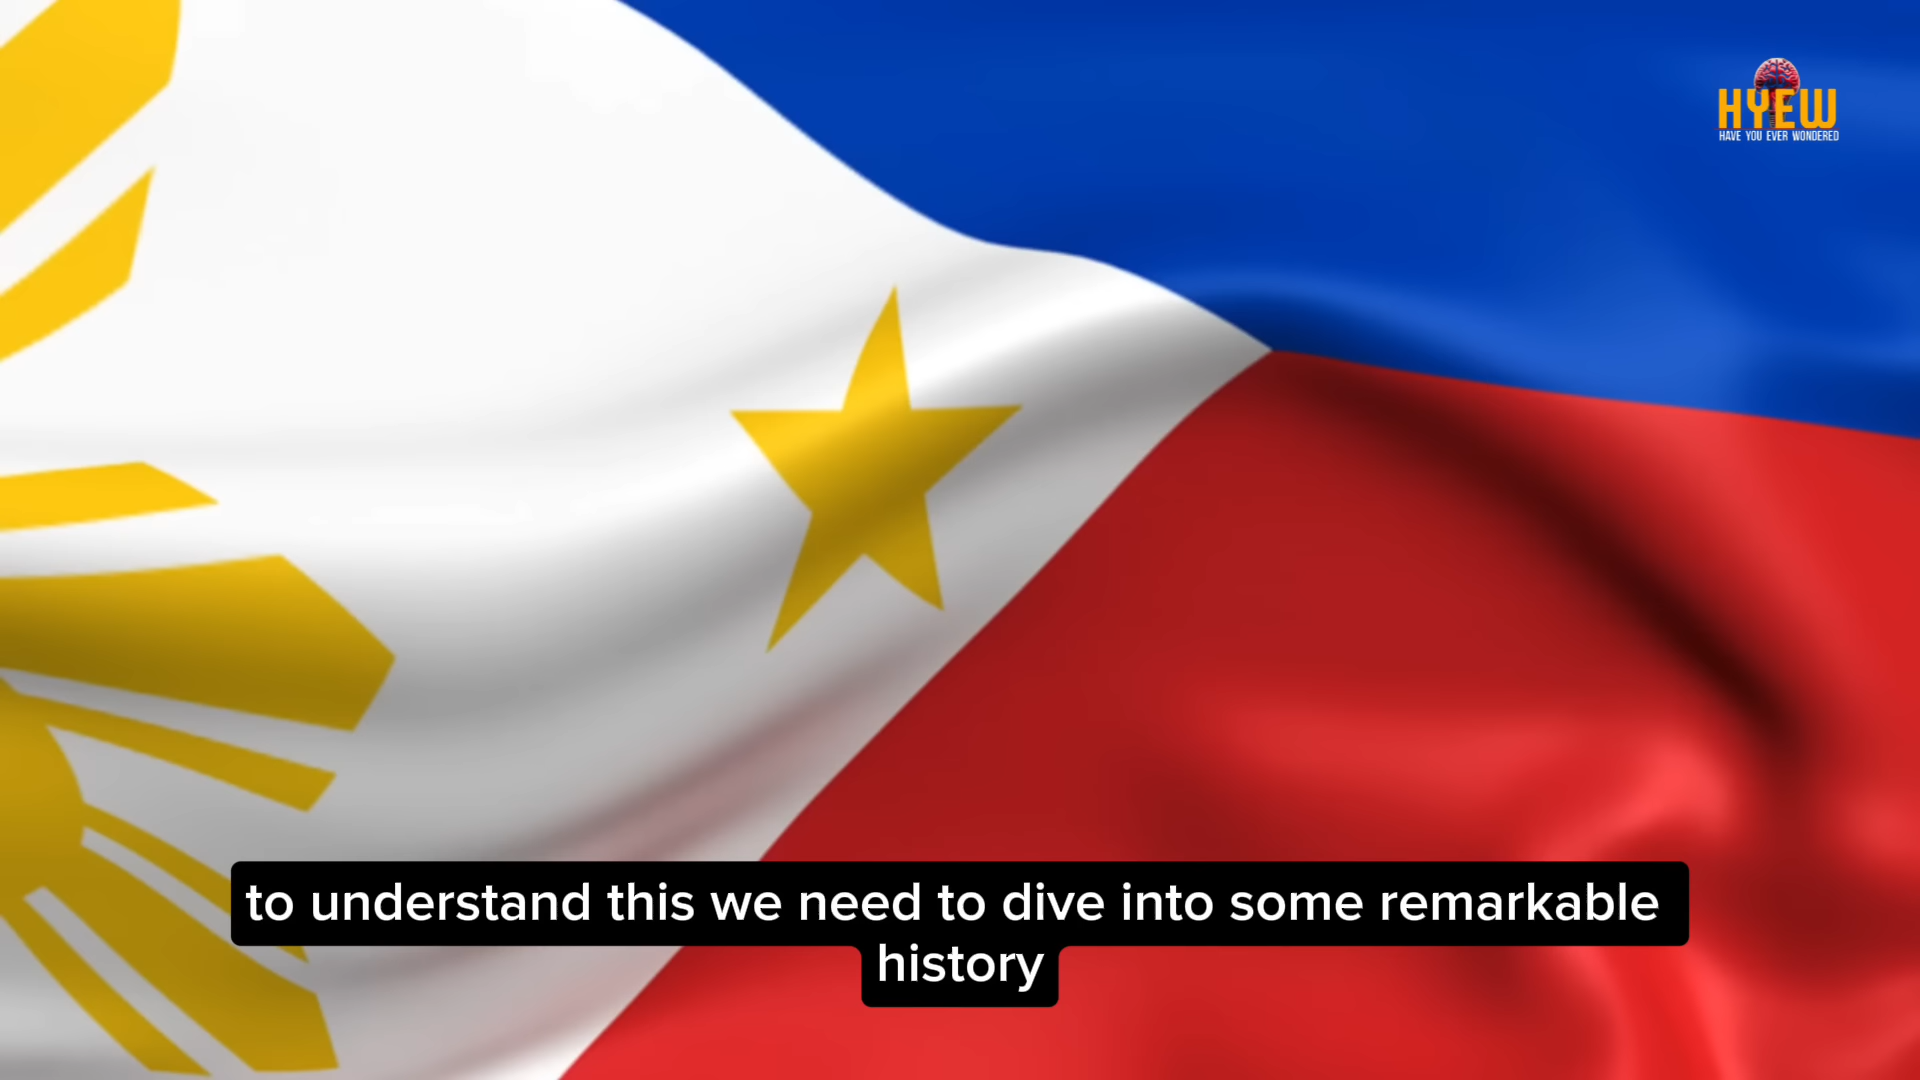 HYEW
HAVE YOU EVER WONDERED
to understand this we need to dive into some remarkable
history